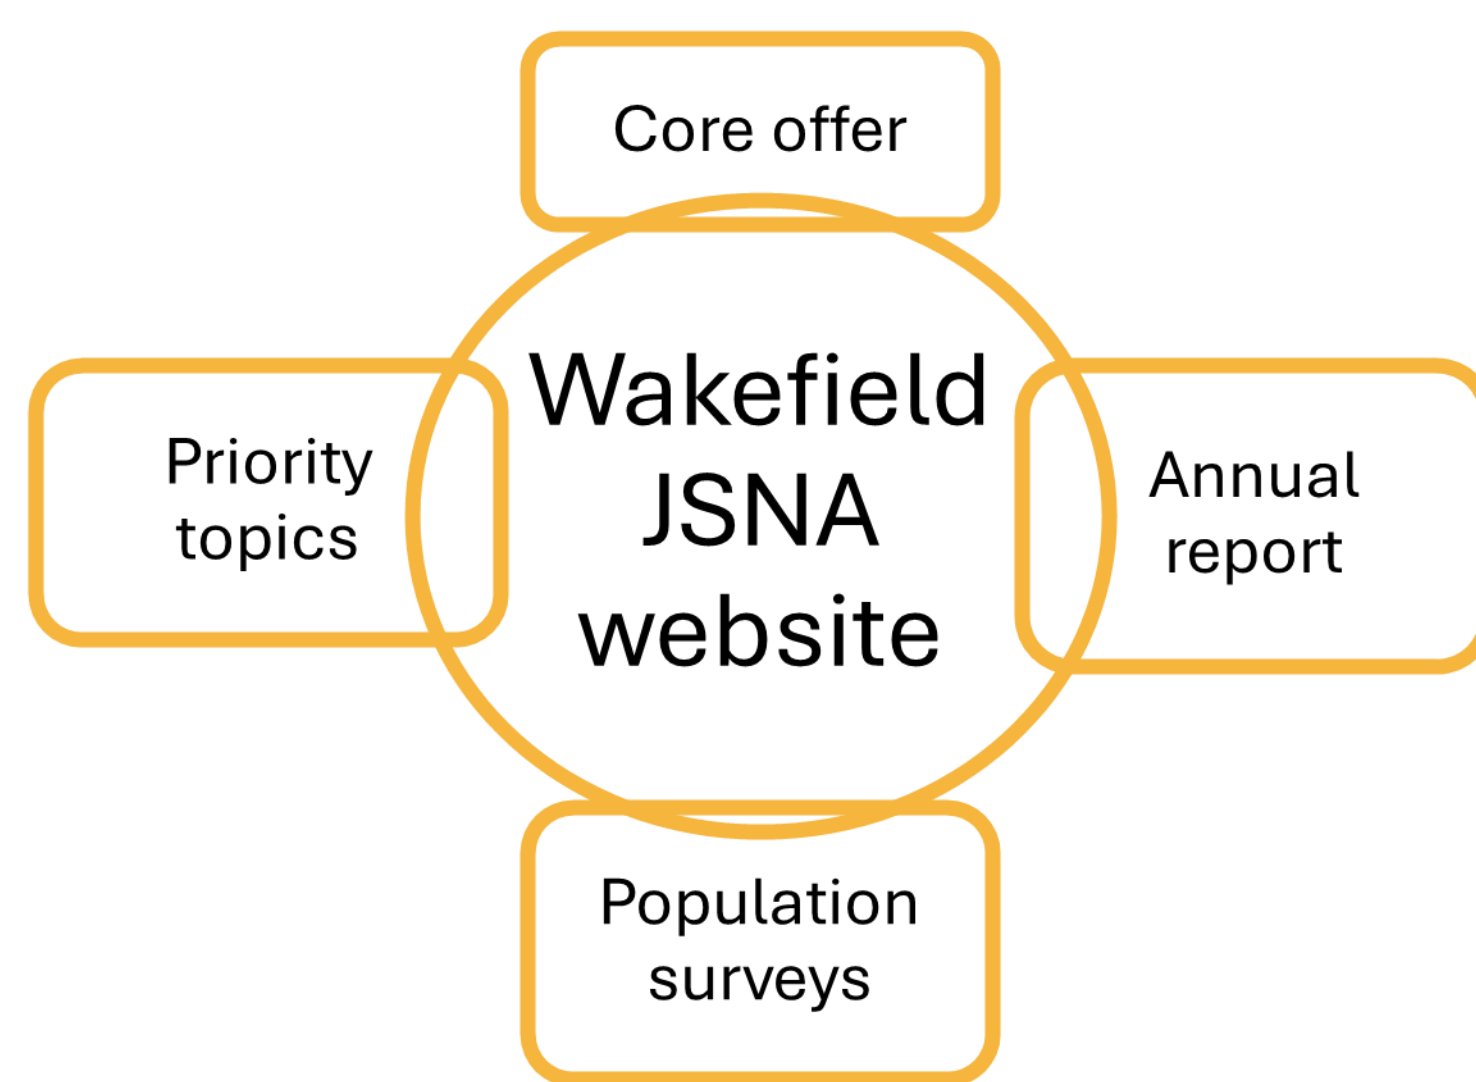 Core offer
Priority
topics
Wakefield
JSNA
website
Annual
report
Population
surveys